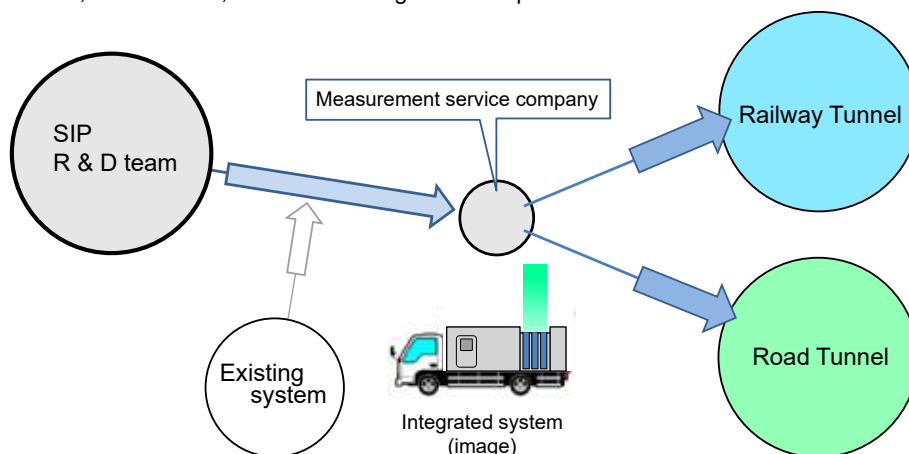 Measurement service company
SIP
R & D team
Railway Tunnel
Existing
system
Integrated system
(image)
Road Tunnel